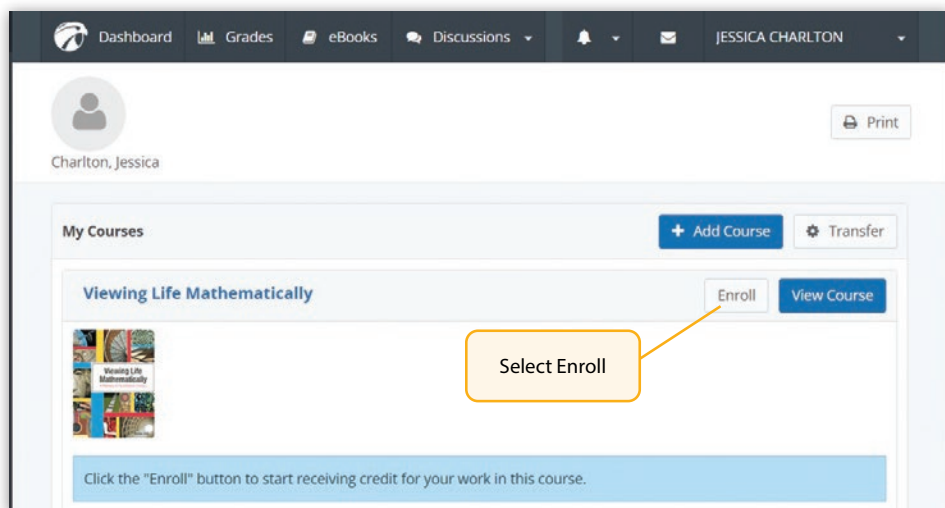 Dashboard Grades eBooks Discussions JESSICA CHARLTON
Print
Charlton, Jessica
My Courses + Add Course Transfer
Viewing Life Mathematically Enroll View Course
Select Enroll
Viewing Life
Mathematically
Click the "Enroll" button to start receiving credit for your work in this course.